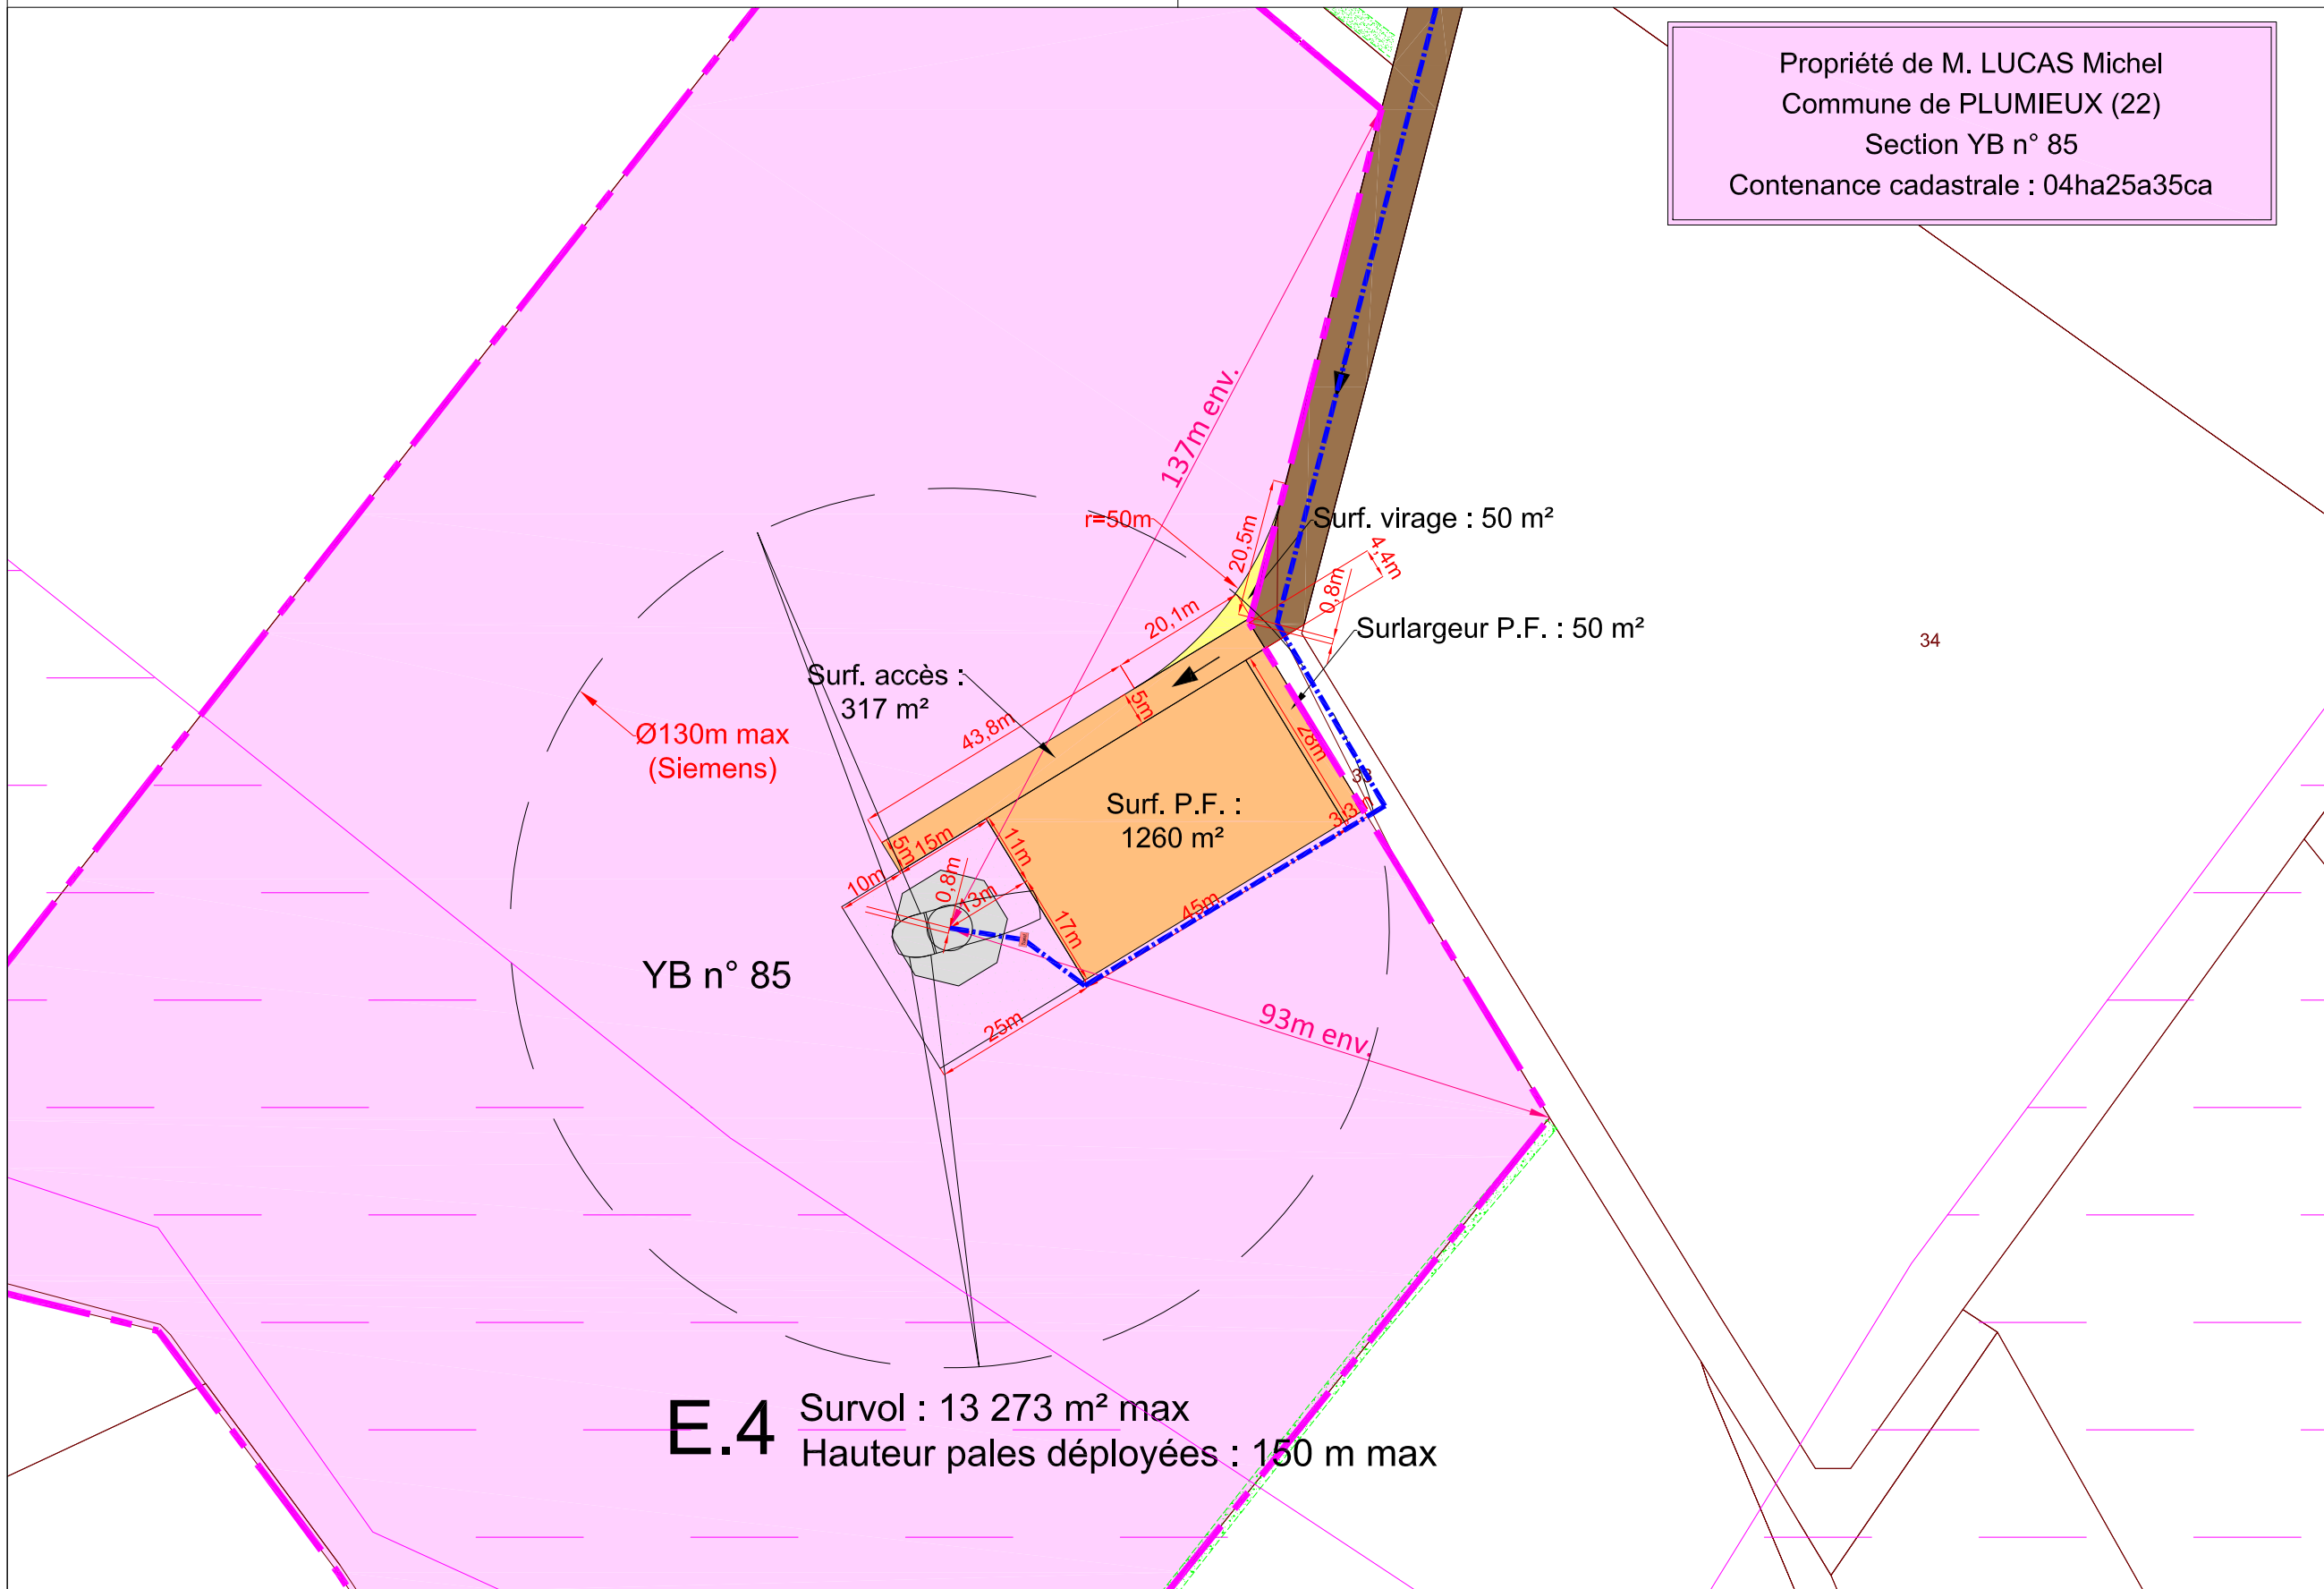 Propriété de M. LUCAS Michel
Commune de PLUMIEUX (22)
Section YB n° 85
Contenance cadastrale : 04ha25a35ca
137m env.
r=50m
20,5m
Surf. virage : 50 m²
4,4m
0,8m
20,1m
Surlargeur P.F. : 50 m²
34
Surf. accès :
317 m²
5m
43,8m
Ø130m max
(Siemens)
28m
Surf. P.F. :
1260 m²
15m
5m
11m
10m
0,8m
13m
45m
17m
YB n° 85
25m
93m env.
E.4
Survol : 13 273 m² max
Hauteur pales déployées : 150 m max